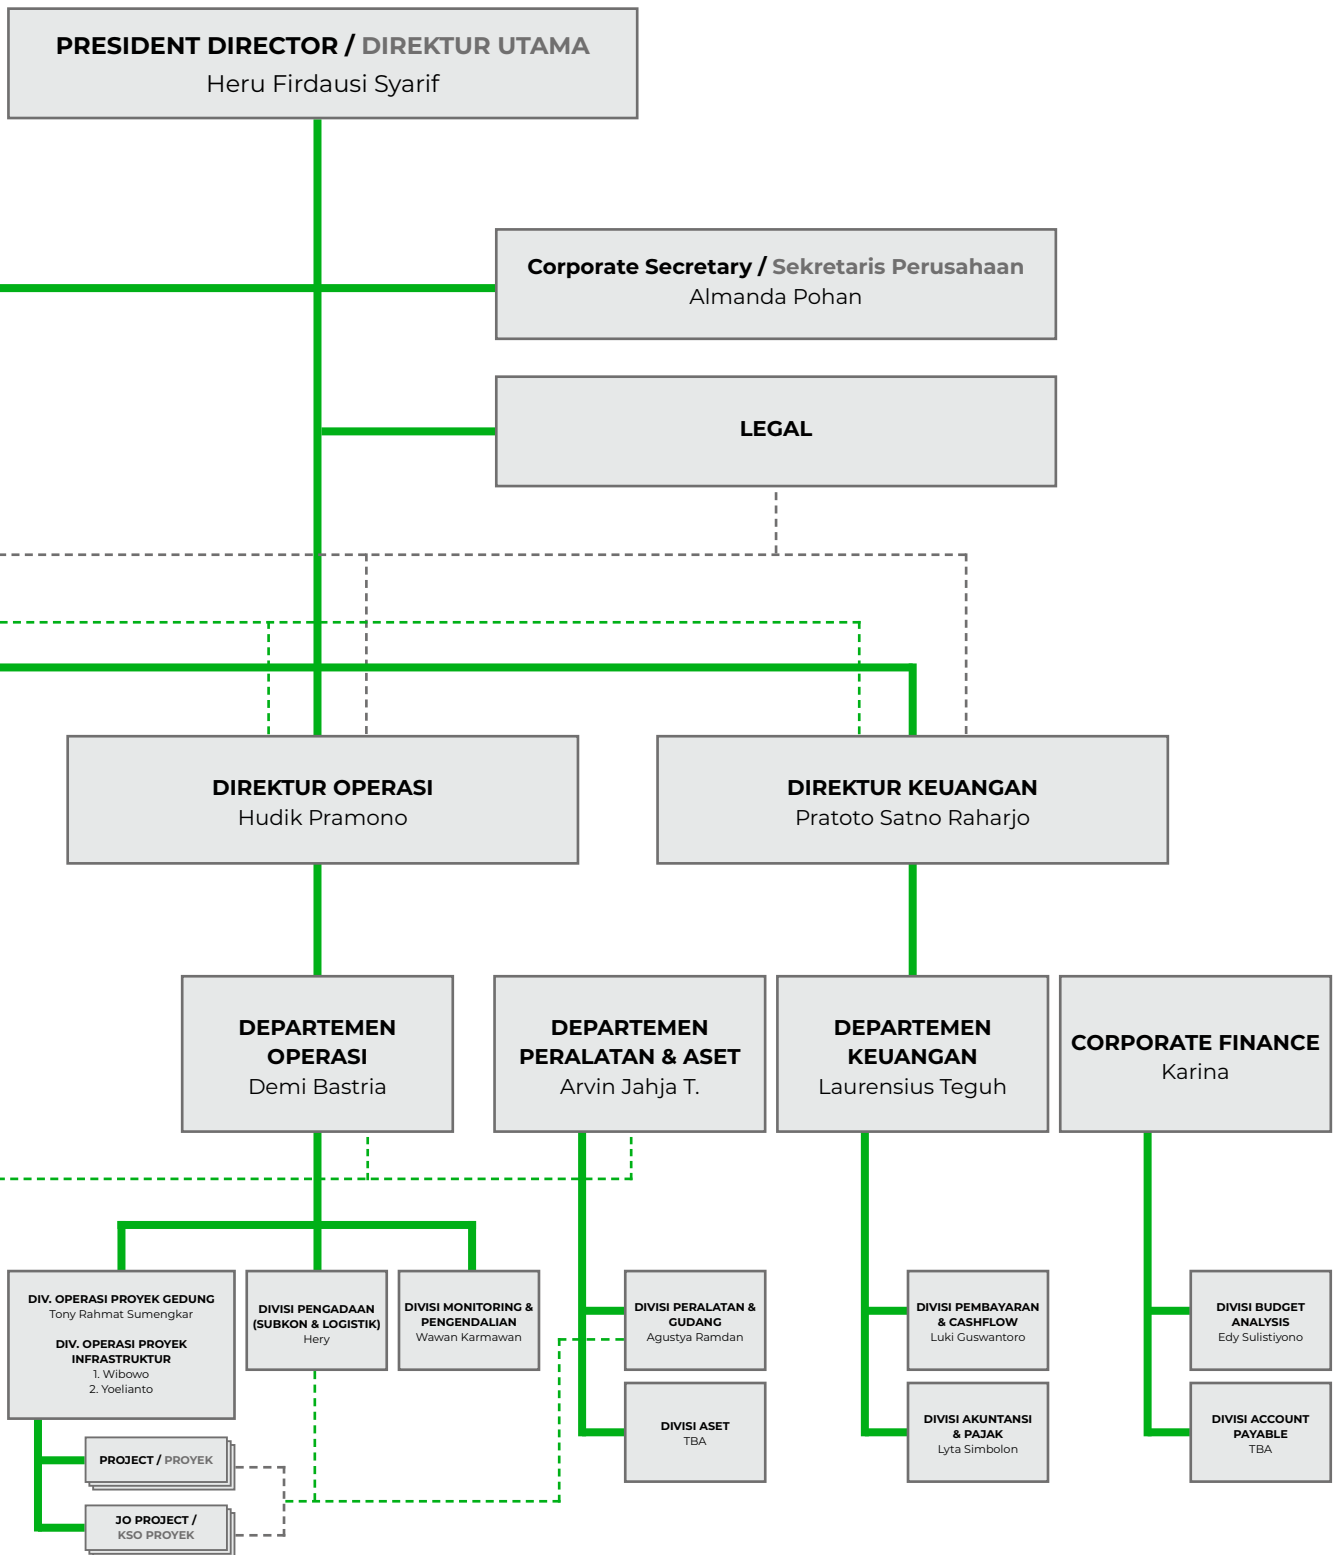 PRESIDENT DIRECTOR / DIREKTUR UTAMA
Heru Firdausi Syarif
Corporate Secretary / Sekretaris Perusahaan
Almanda Pohan
LEGAL
DIREKTUR OPERASI
Hudik Pramono
DIREKTUR KEUANGAN
Pratoto Satno Raharjo
DEPARTEMEN
OPERASI
Demi Bastria
DEPARTEMEN
PERALATAN & ASET
Arvin Jahja T.
DEPARTEMEN
KEUANGAN
Laurensius Teguh
CORPORATE FINANCE
Karina
DIV. OPERASI PROYEK GEDUNG
Tony Rahmat Sumengkar
DIV. OPERASI PROYEK
INFRASTRUKTUR
1. Wibowo
2. Yoelianto
DIVISI PENGADAAN
(SUBKON & LOGISTIK)
Hery
DIVISI MONITORING &
PENGENDALIAN
Wawan Karmawan
DIVISI PERALATAN &
GUDANG
Agustya Ramdan
DIVISI PEMBAYARAN
& CASHFLOW
Luki Guswantoro
DIVISI BUDGET
ANALYSIS
Edy Sulistiyono
DIVISI ASET
TBA
DIVISI AKUNTANSI
& PAJAK
Lyta Simbolon
DIVISI ACCOUNT
PAYABLE
TBA
PROJECT / PROYEK
JO PROJECT /
KSO PROYEK